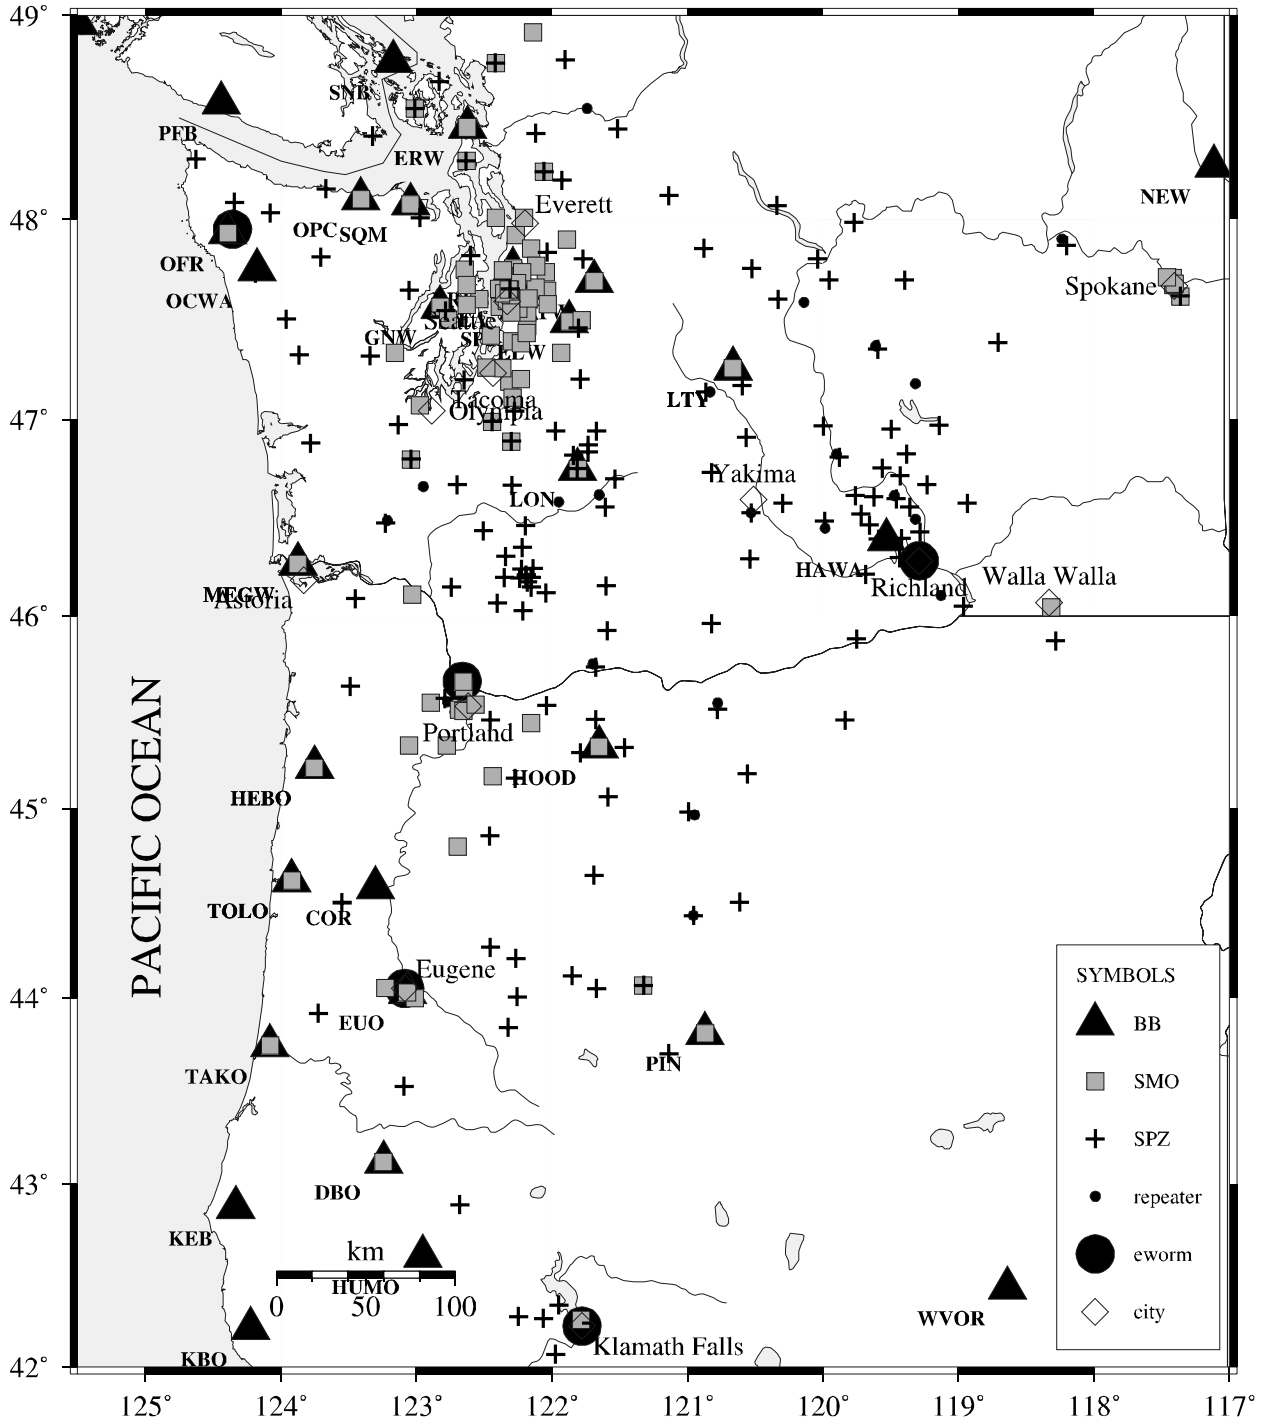 49°
SNB
PFB
ERW
NEW
48°
Everett
OPC
SQM
OFR
OCWA
Spokane
Seattle
GNW
LTY
Tacoma
Olympia
47°
Yakima
LON
HAWA
Richland
Walla Walla
MEGW
Astoria
46°
Portland
HOOD
HEBO
45°
PACIFIC OCEAN
TOLO
COR
Eugene
44°
EUO
PIN
TAKO
SYMBOLS
BB
SMO
SPZ
repeater
eworm
city
DBO
43°
KEB
km
HUMO
0 50 100
WVOR
KBO
Klamath Falls
42°
125° 124° 123° 122° 121° 120° 119° 118° 117°